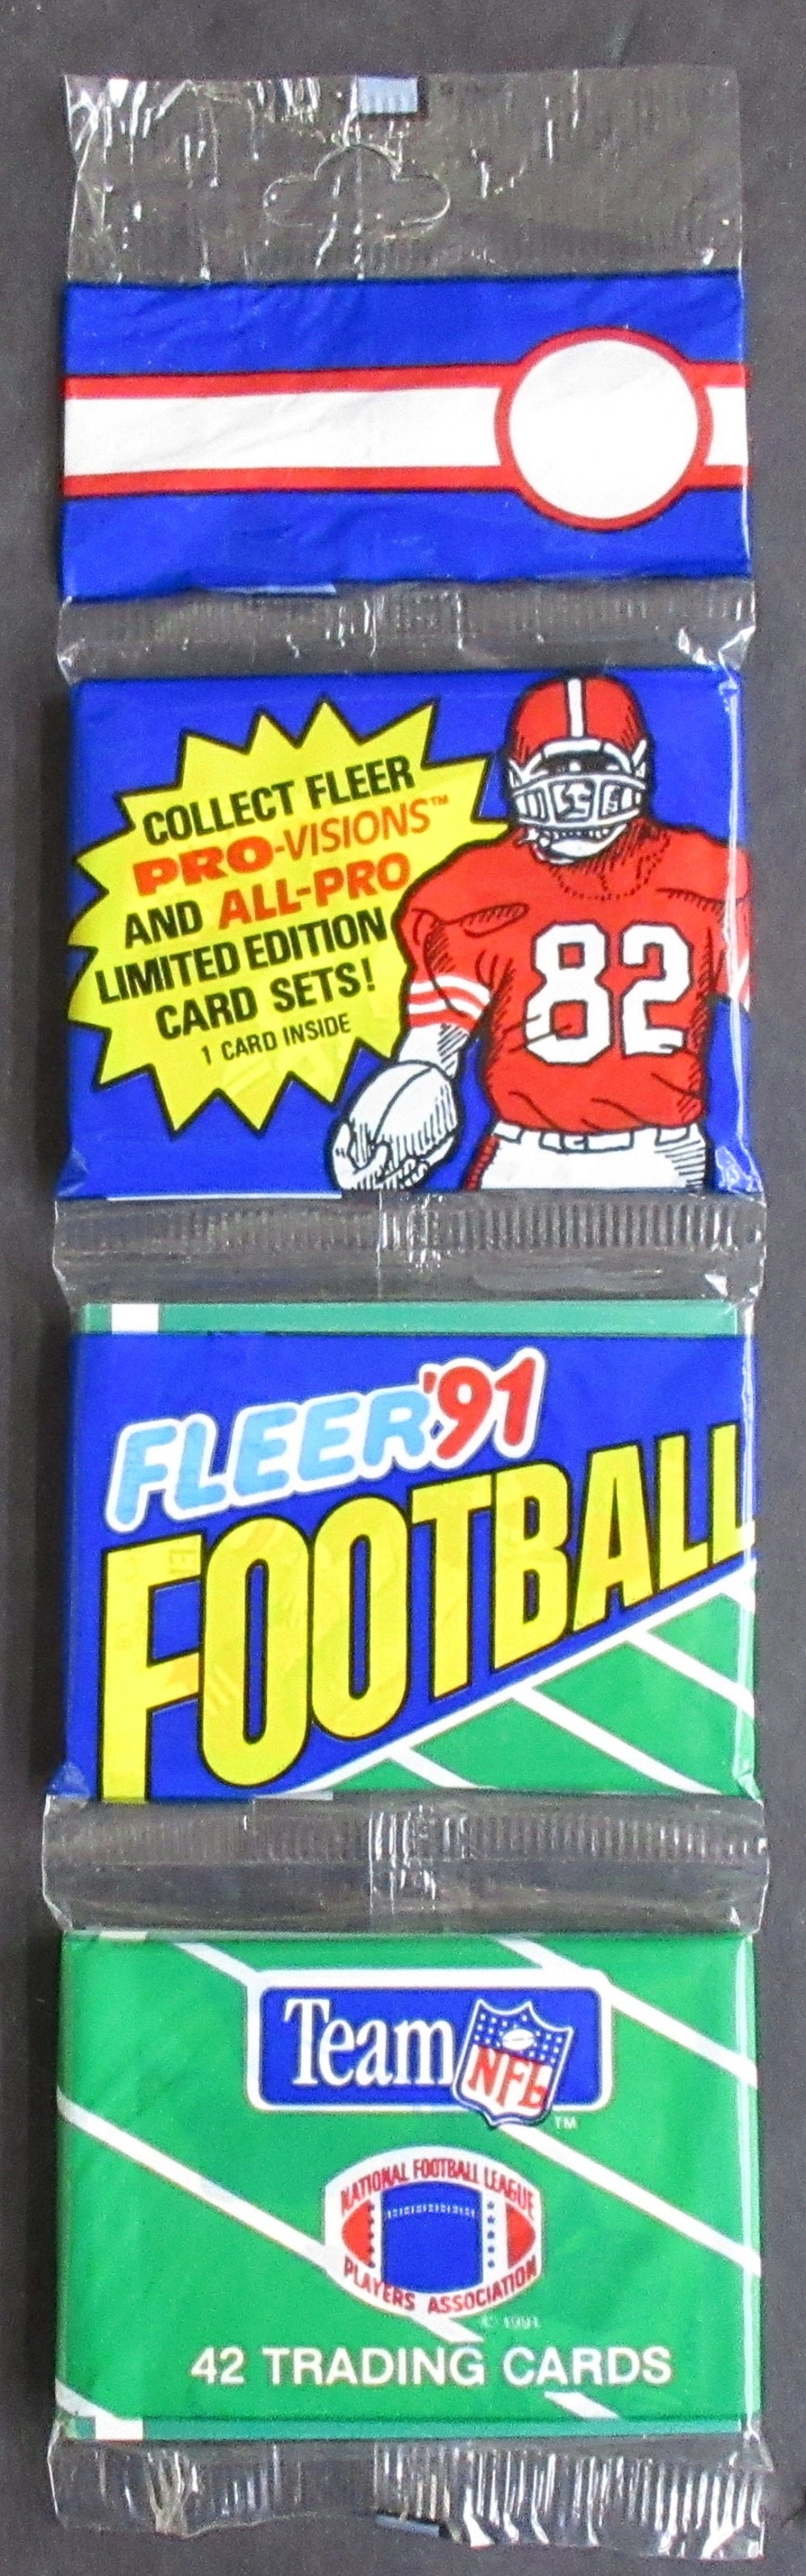 COLLECT FLEER
PRO-VISIONS™
AND ALL-PRO
LIMITED EDITION
CARD SETS!
1 CARD INSIDE
82
FLEER '91
FOOTBALL
Team NFL
TM
NATIONAL FOOTBALL LEAGUE
PLAYERS ASSOCIATION
© 1991
42 TRADING CARDS